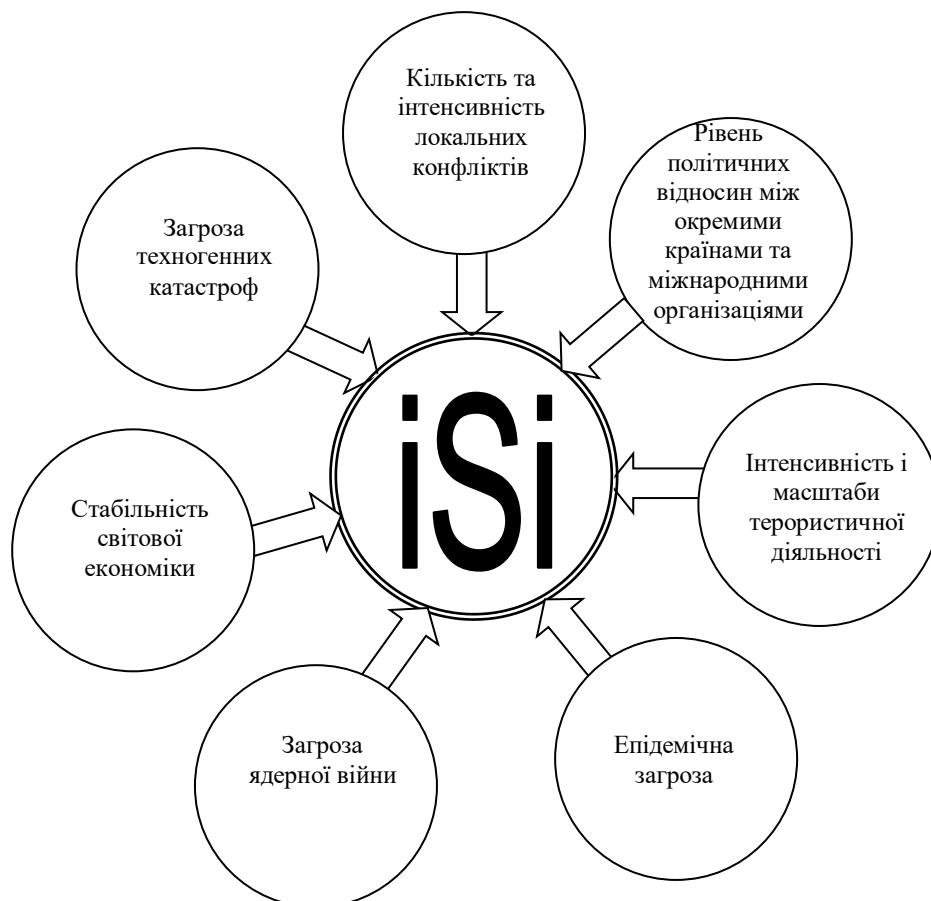 Кількість та
інтенсивність
локальних
конфліктів
Рівень
політичних
відносин між
окремими
країнами та
міжнародними
організаціями
Загроза
техногенних
катастроф
iSi
Інтенсивність і
масштаби
терористичної
діяльності
Стабільність
світової
економіки
Загроза
ядерної війни
Епідемічна
загроза